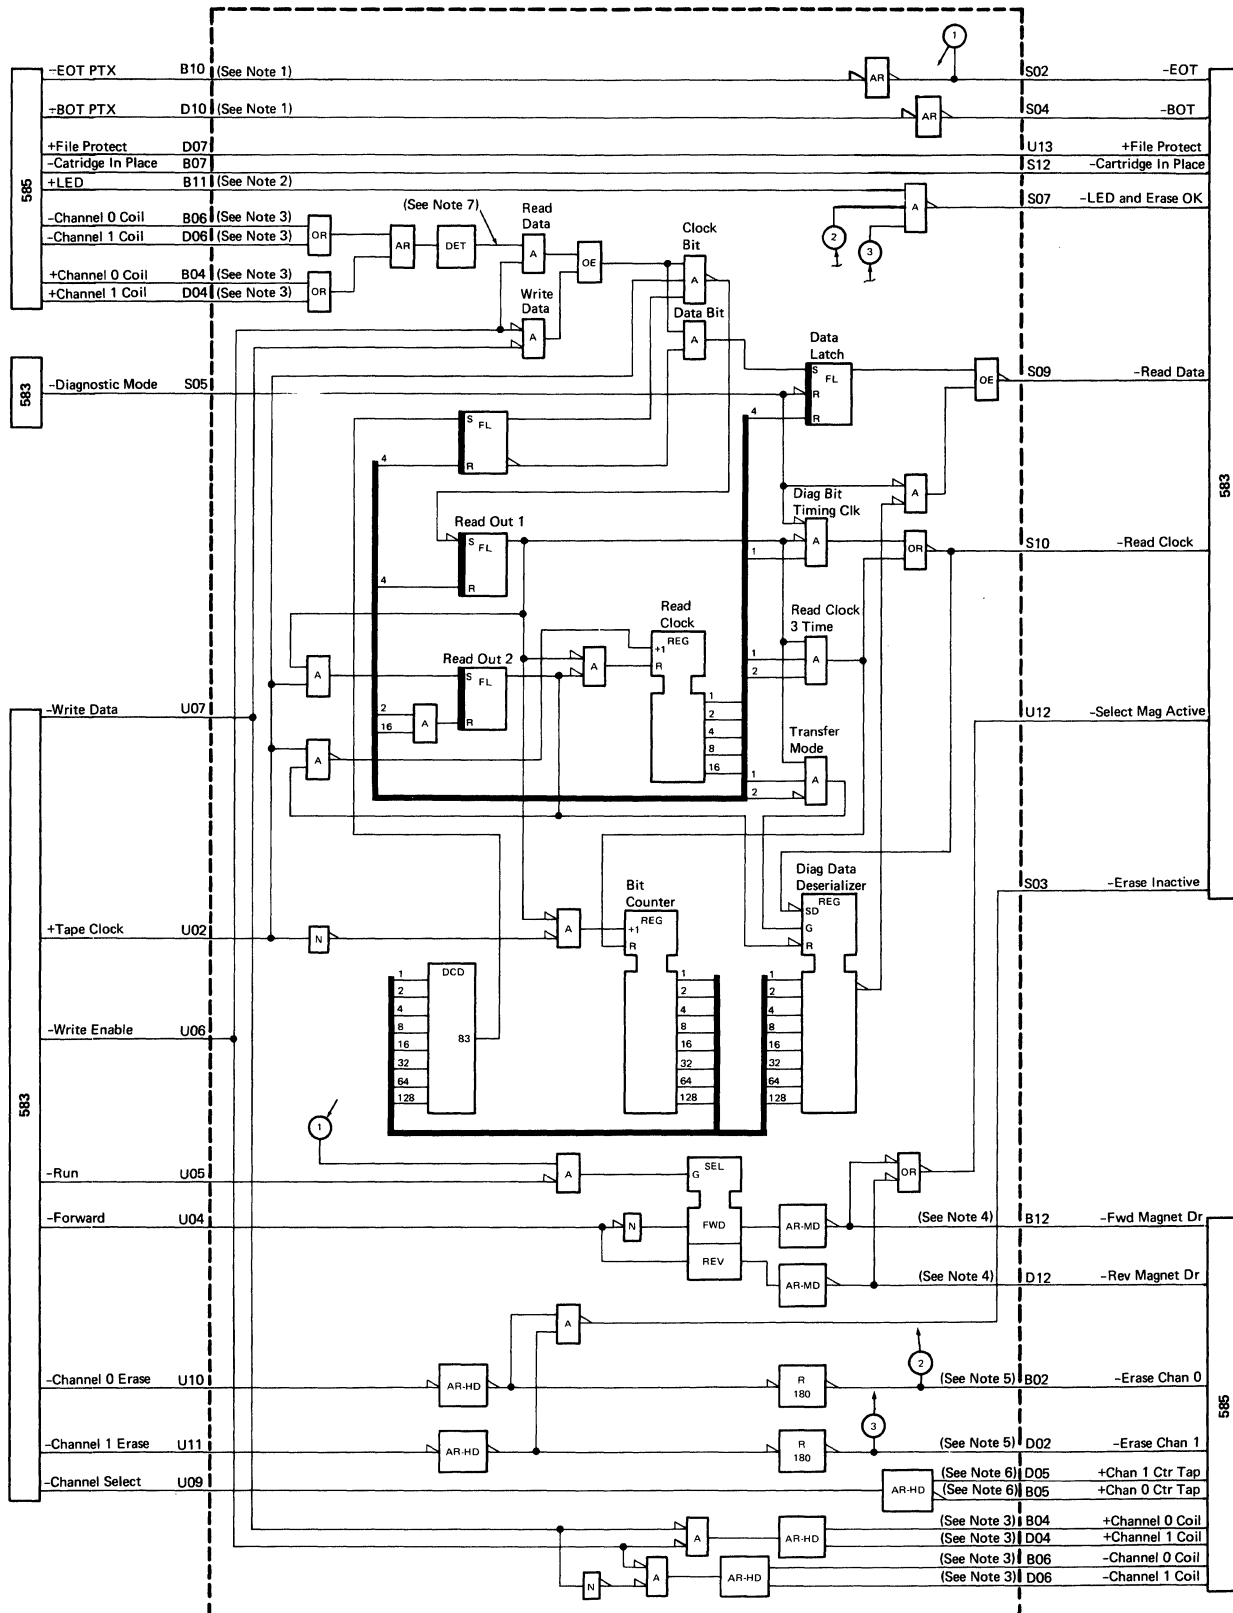 1
-EOT PTX B10 (See Note 1) AR S02 -EOT
-BOT PTX D10 (See Note 1) AR S04 -BOT
+File Protect D07 U13 +File Protect
-Catridge In Place B07 S12 -Cartridge In Place
585
+LED B11 (See Note 2) A S07 -LED and Erase OK
2 3
-Channel 0 Coil B06 (See Note 3) OR
-Channel 1 Coil D06 (See Note 3)
+Channel 0 Coil B04 (See Note 3) OR
+Channel 1 Coil D04 (See Note 3)
AR DET (See Note 7)
Read
Data
A OE
Write
Data
A
Clock
Bit
A
Data Bit
A
583
-Diagnostic Mode S05
Data
Latch
S FL
R
R
4
OE S09 -Read Data
S FL
4 R
583
A
Diag Bit
Timing Clk
A
1
OR S10 -Read Clock
Read Out 1
S FL
4 R
Read
Clock
REG
+1
R
1
2
4
8
16
Read Clock
3 Time
A
1
2
A
Read Out 2
S FL
R
A
2
16
A
A
-Write Data U07
U12 -Select Mag Active
Transfer
Mode
A
1
2
S03 -Erase Inactive
+Tape Clock U02 N
A
Bit
Counter
REG
+1
R
1
2
4
8
16
32
64
128
Diag Data
Deserializer
REG
SD
G
R
1
2
4
8
16
32
64
128
DCD
1
2
4
8
16
32
64
128
83
-Write Enable U06
583
1
-Run U05 A
G SEL
FWD
REV
OR
-Forward U04 N
AR-MD (See Note 4) B12 -Fwd Magnet Dr
AR-MD (See Note 4) D12 -Rev Magnet Dr
A
2
-Channel 0 Erase U10 AR-HD R 180 (See Note 5) B02 -Erase Chan 0
585
3
-Channel 1 Erase U11 AR-HD R 180 (See Note 5) D02 -Erase Chan 1
-Channel Select U09 AR-HD
(See Note 6) D05 +Chan 1 Ctr Tap
(See Note 6) B05 +Chan 0 Ctr Tap
A AR-HD
(See Note 3) B04 +Channel 0 Coil
(See Note 3) D04 +Channel 1 Coil
N A AR-HD
(See Note 3) B06 -Channel 0 Coil
(See Note 3) D06 -Channel 1 Coil